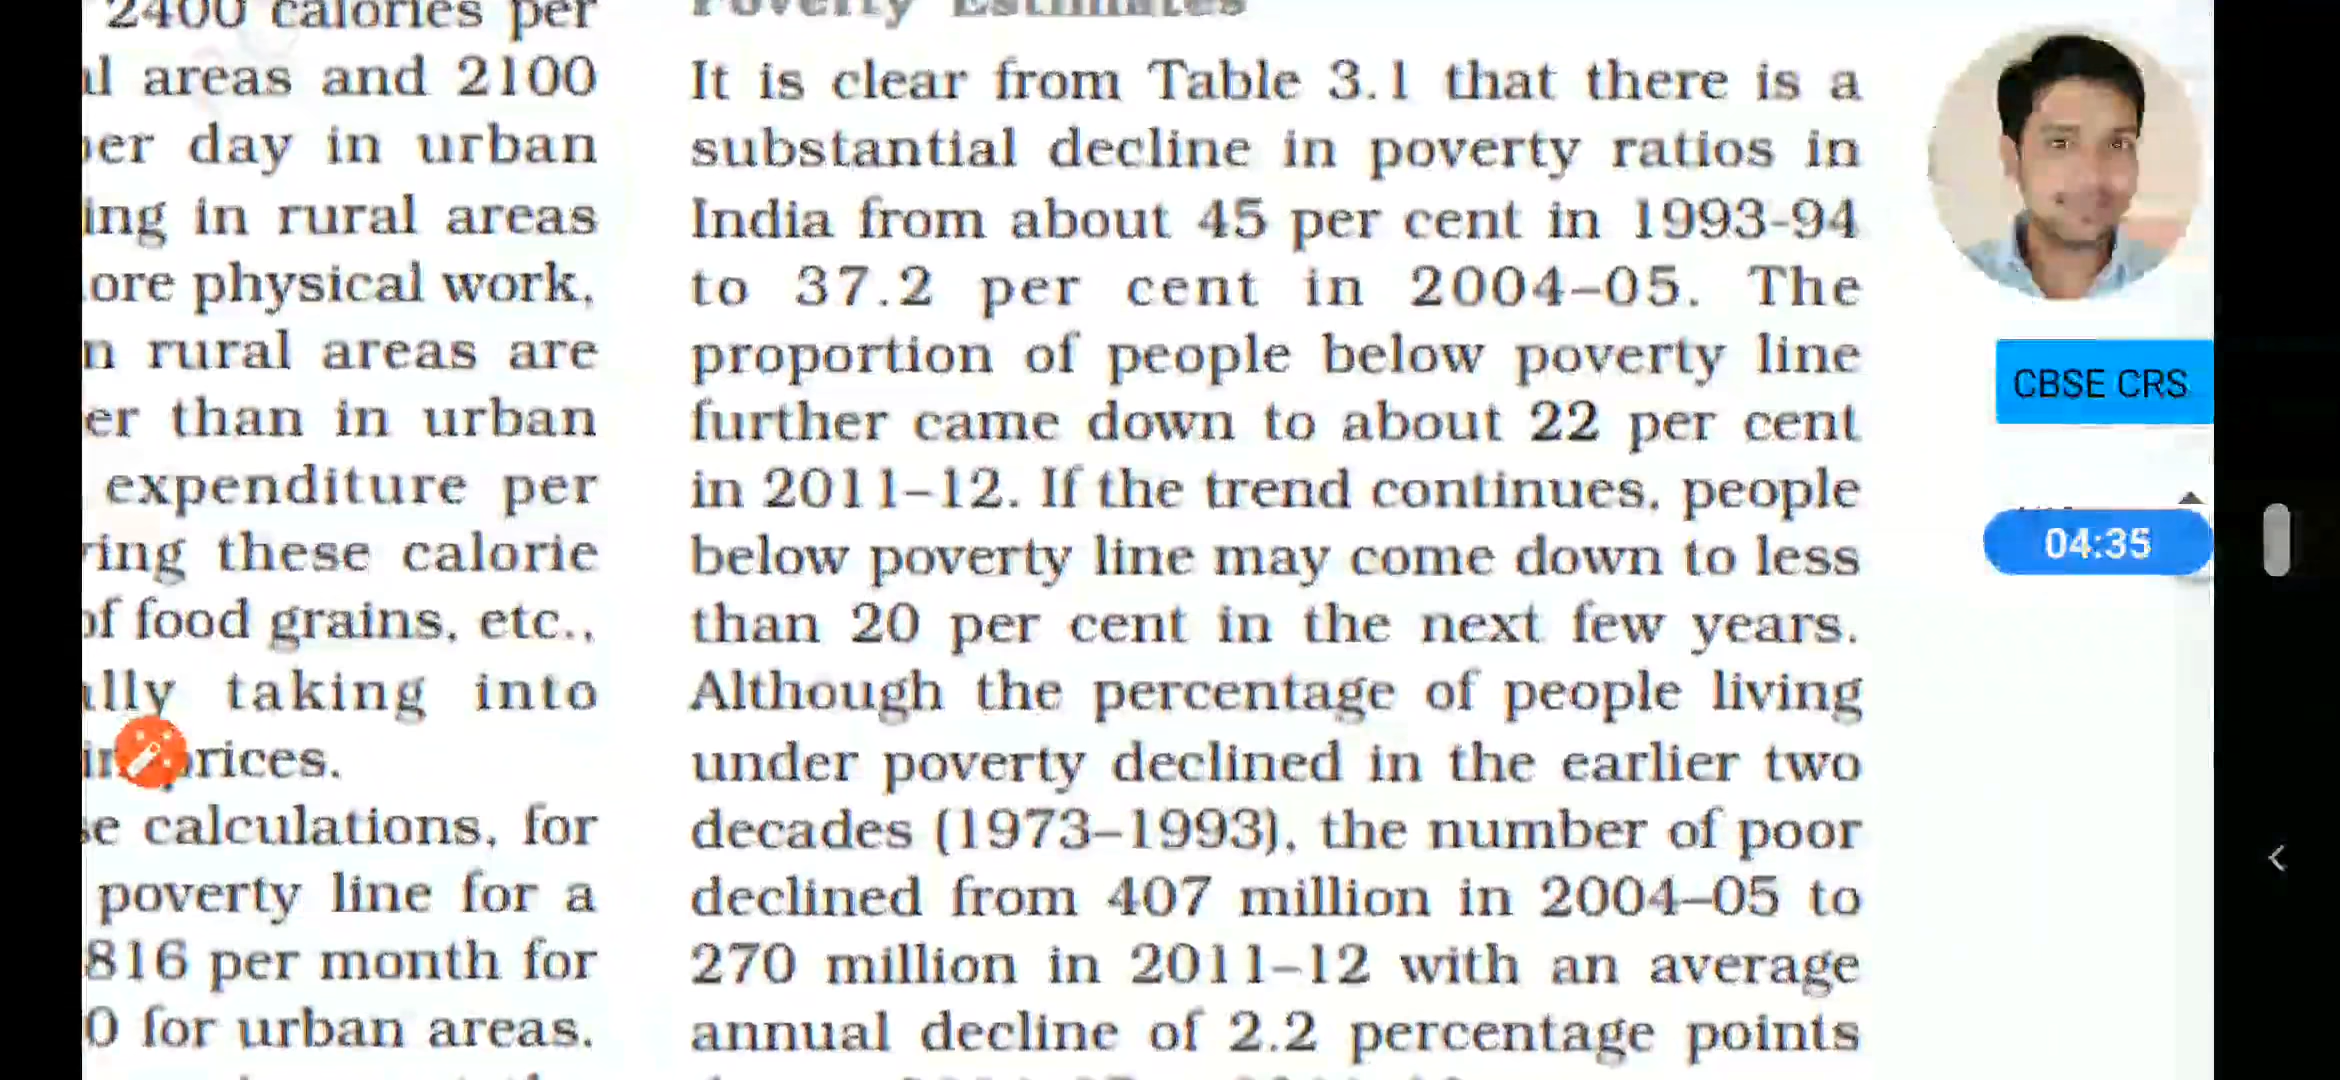 2400 calories per
areas and 2100
day in urban
in rural areas
physical work,
rural areas are
than in urban
expenditure per
these calorie
of food grains, etc.,
taking into
calculations, for
poverty line for a
816 per month for
0 for urban areas.
Poverty Estimates
It is clear from Table 3.1 that there is a
substantial decline in poverty ratios in
India from about 45 per cent in 1993-94
to 37.2 per cent in 2004–05. The
proportion of people below poverty line
further came down to about 22 per cent
in 2011–12. If the trend continues, people
below poverty line may come down to less
than 20 per cent in the next few years.
Although the percentage of people living
under poverty declined in the earlier two
decades (1973–1993), the number of poor
declined from 407 million in 2004–05 to
270 million in 2011–12 with an average
annual decline of 2.2 percentage points
CBSE CRS
04:35